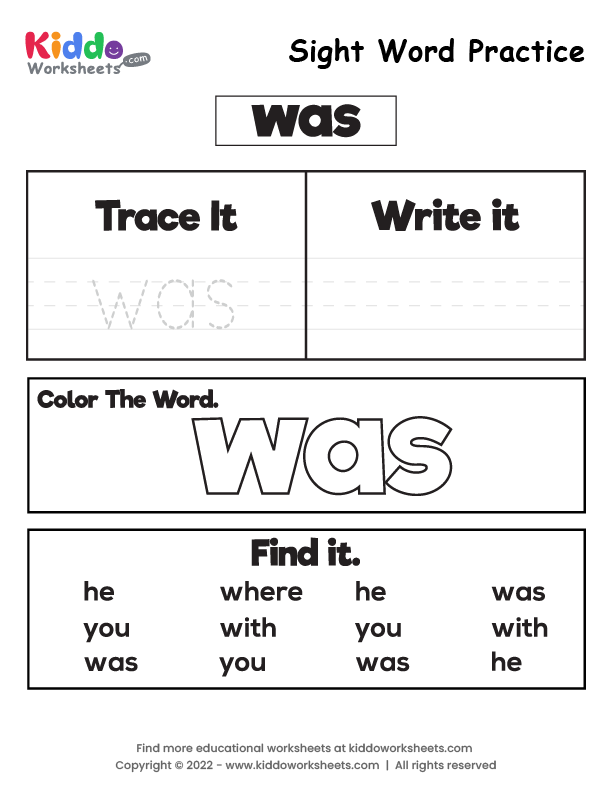 Kiddo
Worksheets.com
Sight Word Practice
was
Trace It Write it
was
Color The Word.
was
Find it.
he where he was
you with you with
was you was he
Find more educational worksheets at kiddoworksheets.com
Copyright © 2022 - www.kiddoworksheets.com | All rights reserved